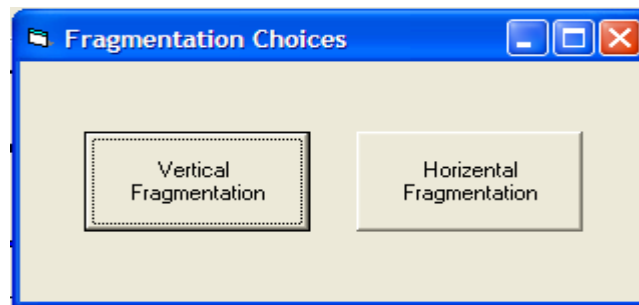 Fragmentation Choices
Vertical
Fragmentation
Horizental
Fragmentation